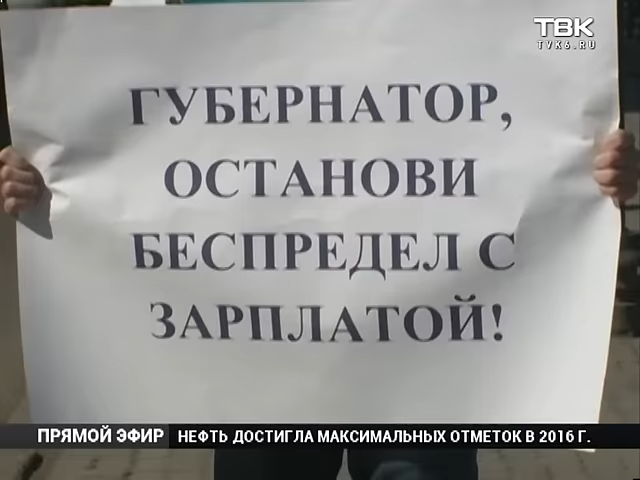 ТВК
TVK6.RU
ГУБЕРНАТОР,
ОСТАНОВИ
БЕСПРЕДЕЛ С
ЗАРПЛАТОЙ!
ПРЯМОЙ ЭФИР НЕФТЬ ДОСТИГЛА МАКСИМАЛЬНЫХ ОТМЕТОК В 2016 Г.